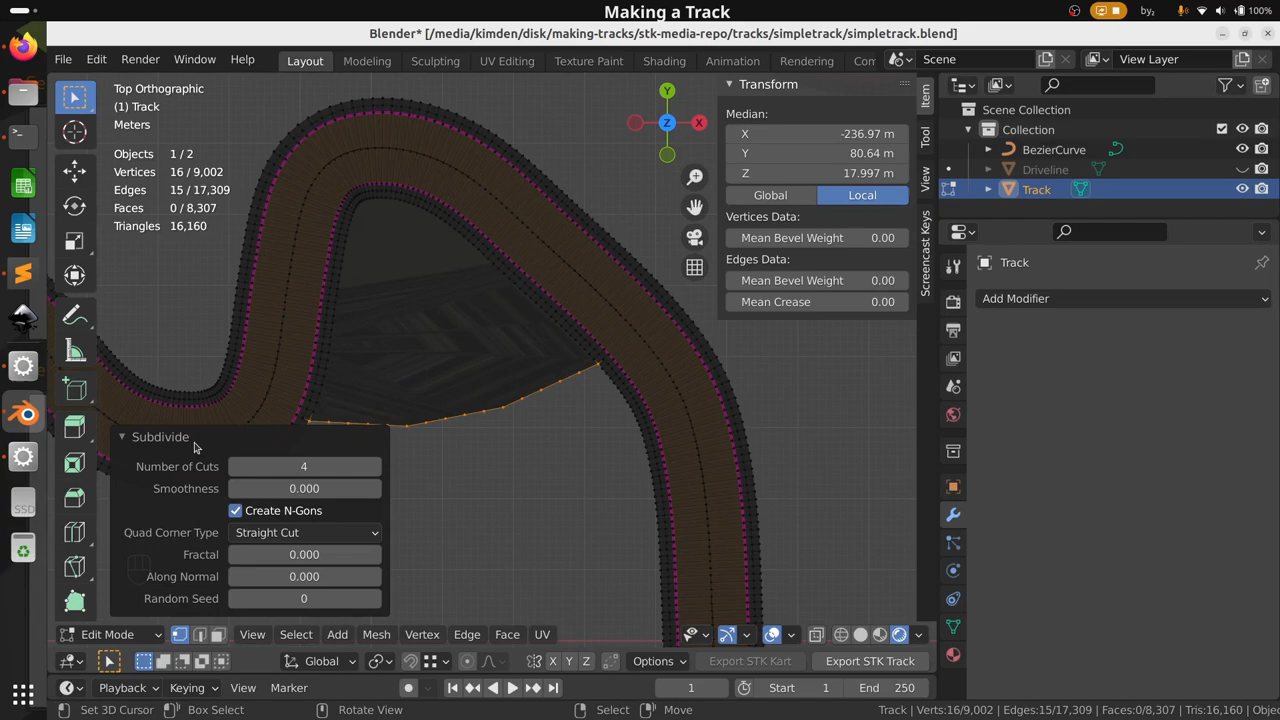 Making a Track
by₂
100%
Blender* [/media/kimden/disk/making-tracks/stk-media-repo/tracks/simpletrack/simpletrack.blend]
File Edit Render Window Help Layout Modeling Sculpting UV Editing Texture Paint Shading Animation Rendering Com Scene View Layer
Top Orthographic
(1) Track
Meters
Objects 1 / 2
Vertices 16 / 9,002
Edges 15 / 17,309
Faces 0 / 8,307
Triangles 16,160
Y
X
Z
Transform
Median:
X -236.97 m
Y 80.64 m
Z 17.997 m
Global Local
Vertices Data:
Mean Bevel Weight 0.00
Edges Data:
Mean Bevel Weight 0.00
Mean Crease 0.00
Item
Tool
View
Screencast Keys
Scene Collection
Collection
BezierCurve
Driveline
Track
Track
Add Modifier
Subdivide
Number of Cuts 4
Smoothness 0.000
Create N-Gons
Quad Corner Type Straight Cut
Fractal 0.000
Along Normal 0.000
Random Seed 0
SSD
Edit Mode View Select Add Mesh Vertex Edge Face UV
Global X Y Z Options Export STK Kart Export STK Track
Playback Keying View Marker 1 Start 1 End 250
Set 3D Cursor Box Select Rotate View Select Move Track | Verts:16/9,002 | Edges:15/17,309 | Faces:0/8,307 | Tris:16,160 | Objec